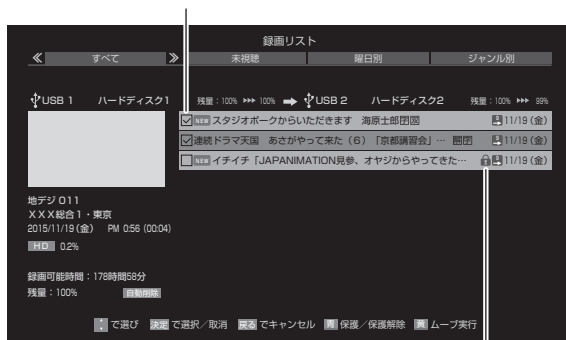 録画リスト
≪ すべて ≫ 未視聴 曜日別 ジャンル別
USB 1 ハードディスク1 残量：100% ▸▸▸ 100% ➡ USB 2 ハードディスク2 残量：100% ▸▸▸ 99%
NEW スタジオポークからいただきます 海原士郎 11/19 (金)
連続ドラマ天国 あさがやって来た（6）「京都講習会」… 11/19 (金)
NEW イチイチ「JAPANIMATION見参、オヤジからやってきた… 11/19 (金)
地デジ 011
ＸＸＸ総合１・東京
2015/11/19 (金) PM 0:56 (00:04)
HD 0.2%
録画可能時間：178時間58分
残量：100% 自動削除
で選び 決定 で選択／取消 戻る でキャンセル 青 保護／保護解除 黄 ムーブ実行